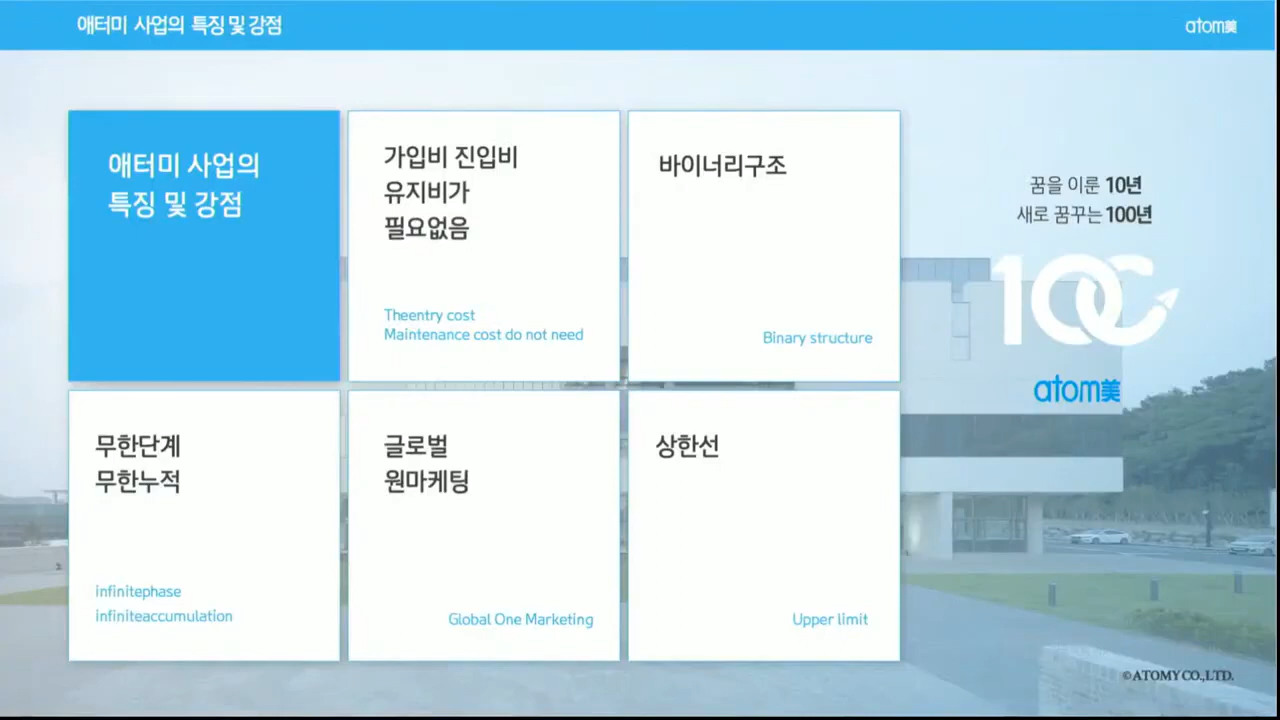 애터미 사업의 특징 및 강점
atom美
애터미 사업의
특징 및 강점
가입비 진입비
유지비가
필요없음
Theentry cost
Maintenance cost do not need
바이너리구조
Binary structure
무한단계
무한누적
infinitephase
infiniteaccumulation
글로벌
원마케팅
Global One Marketing
상한선
Upper limit
꿈을 이룬 10년
새로 꿈꾸는 100년
100
atom美
©ATOMY CO.,LTD.